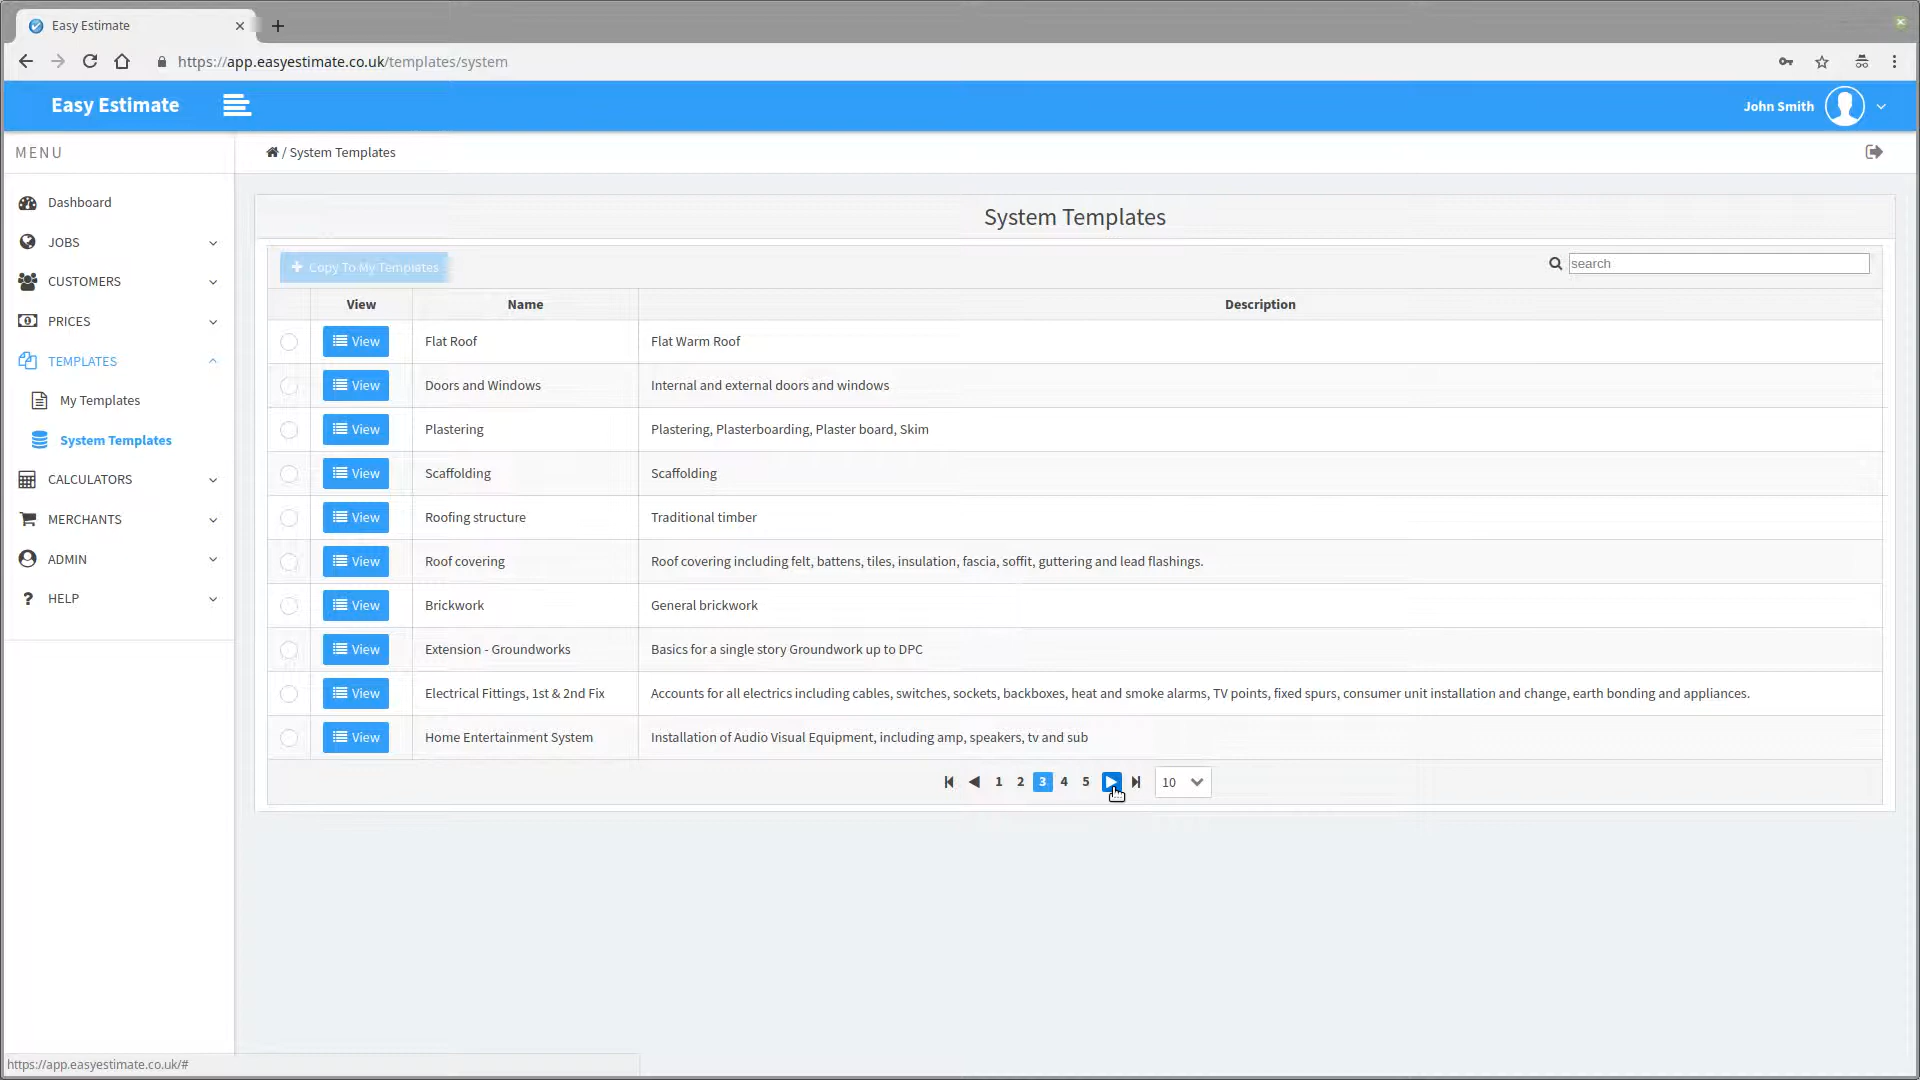 Easy Estimate
https://app.easyestimate.co.uk/templates/system
Easy Estimate
John Smith
MENU
/ System Templates
Dashboard
JOBS
CUSTOMERS
PRICES
TEMPLATES
My Templates
System Templates
CALCULATORS
MERCHANTS
ADMIN
HELP
System Templates
Copy To My Templates
search
View Name Description
View Flat Roof Flat Warm Roof
View Doors and Windows Internal and external doors and windows
View Plastering Plastering, Plasterboarding, Plaster board, Skim
View Scaffolding Scaffolding
View Roofing structure Traditional timber
View Roof covering Roof covering including felt, battens, tiles, insulation, fascia, soffit, guttering and lead flashings.
View Brickwork General brickwork
View Extension - Groundworks Basics for a single story Groundwork up to DPC
View Electrical Fittings, 1st & 2nd Fix Accounts for all electrics including cables, switches, sockets, backboxes, heat and smoke alarms, TV points, fixed spurs, consumer unit installation and change, earth bonding and appliances.
View Home Entertainment System Installation of Audio Visual Equipment, including amp, speakers, tv and sub
1 2 3 4 5 10
https://app.easyestimate.co.uk/#